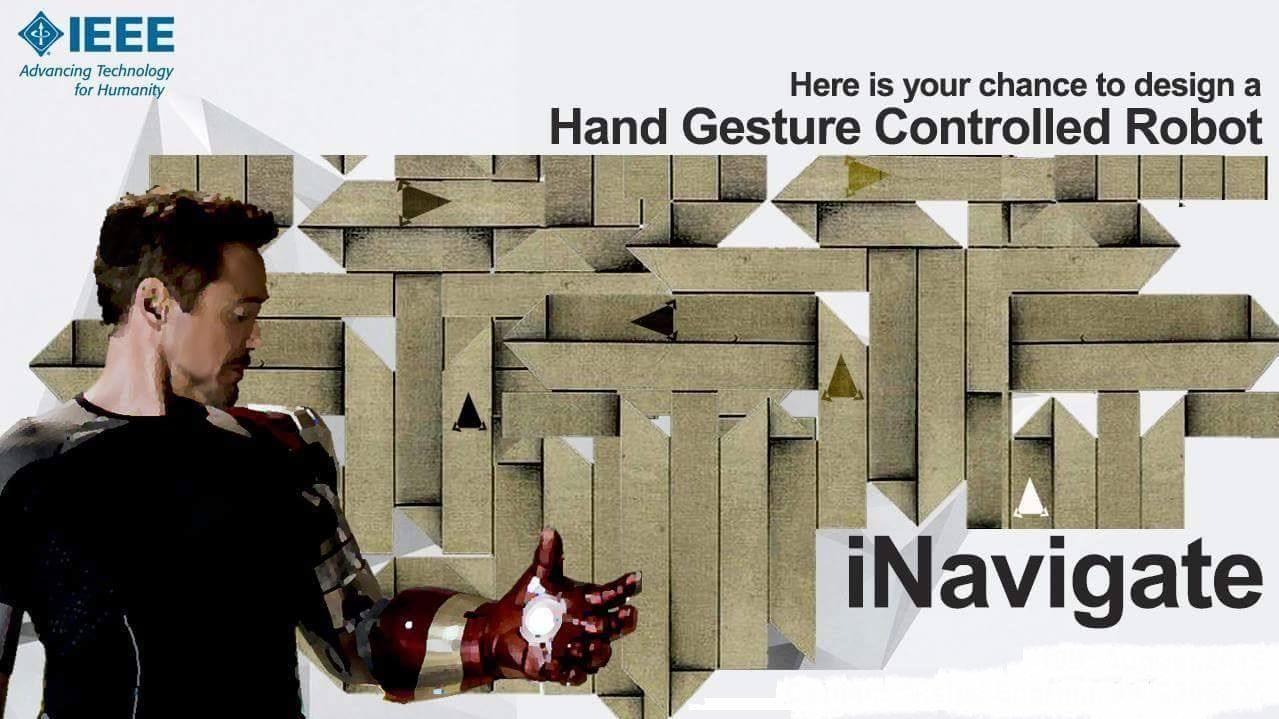 IEEE
Advancing Technology
for Humanity
Here is your chance to design a
Hand Gesture Controlled Robot
iNavigate